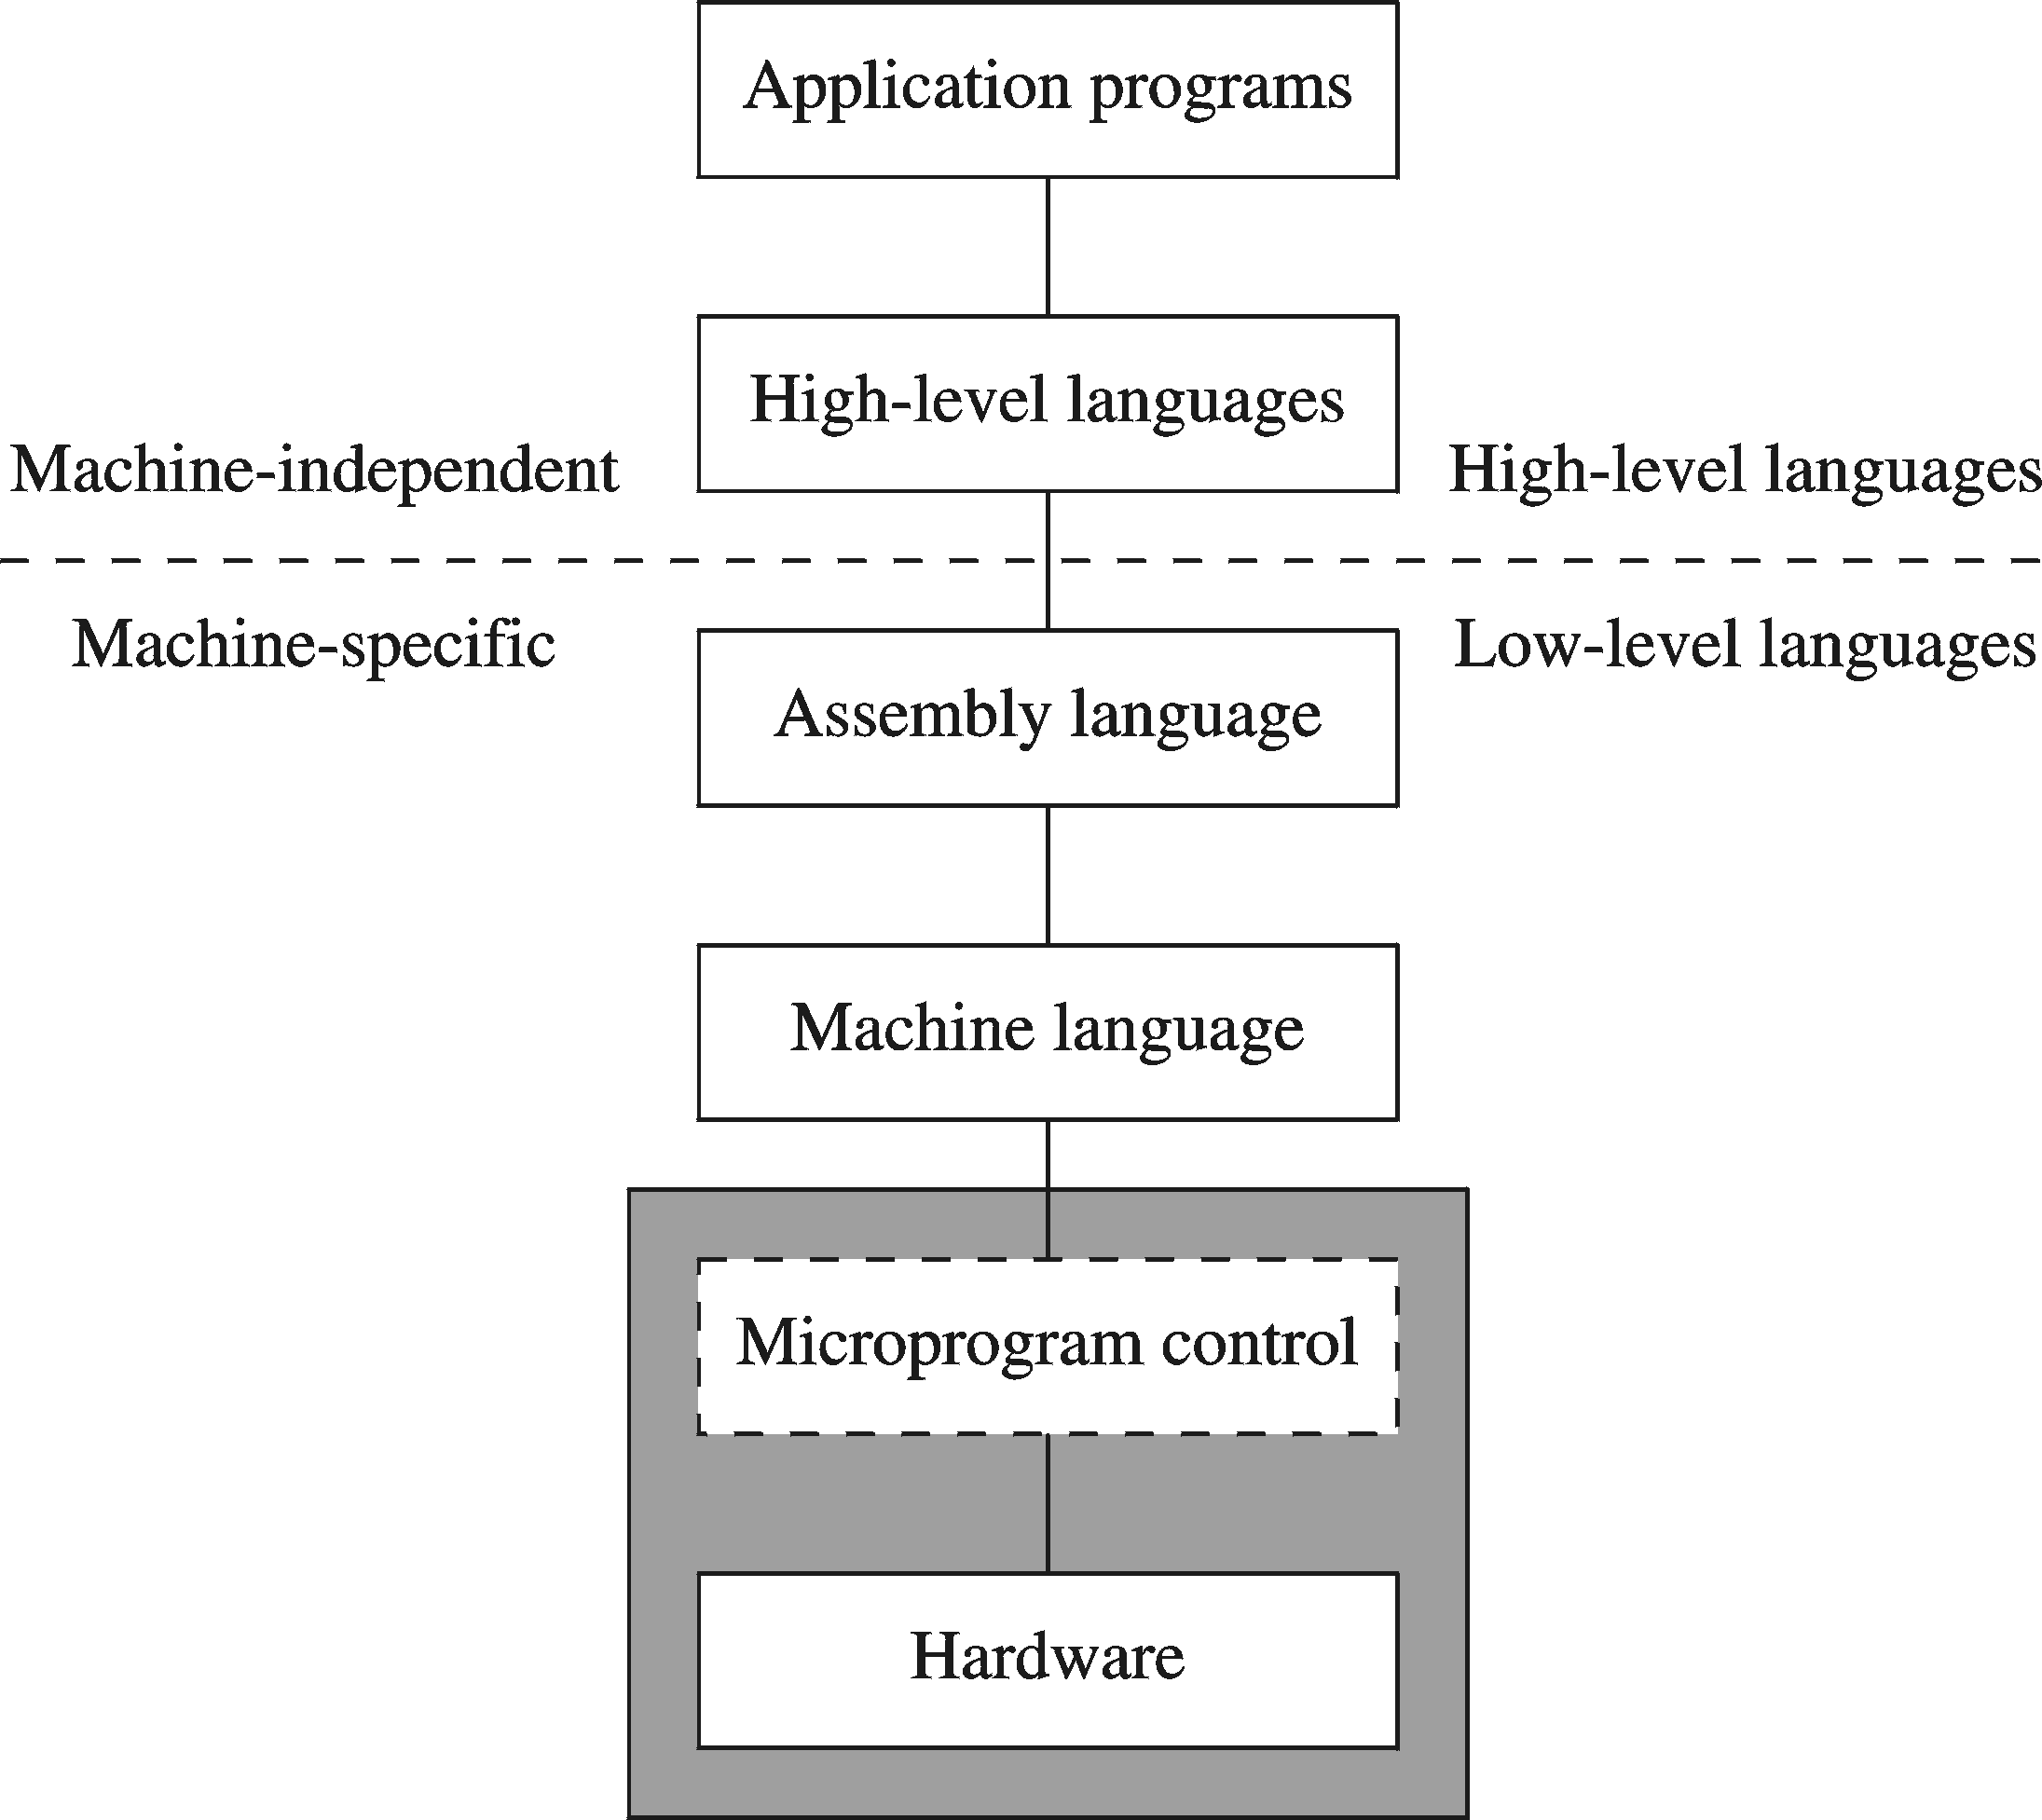 Application programs
High-level languages
Machine-independent
High-level languages
Machine-specific
Low-level languages
Assembly language
Machine language
Microprogram control
Hardware